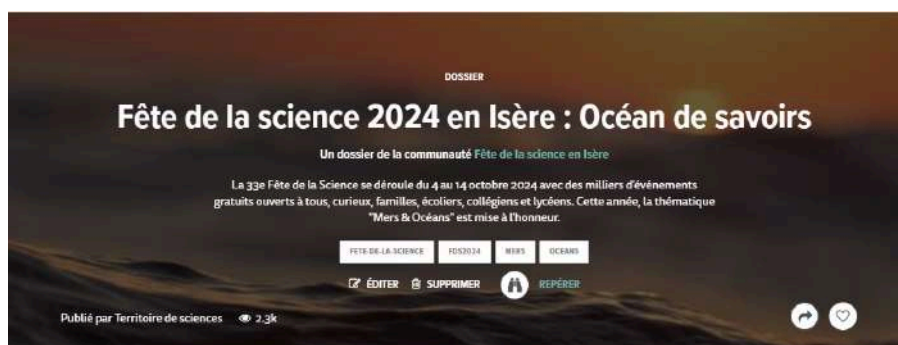 DOSSIER
Fête de la science 2024 en Isère : Océan de savoirs
Un dossier de la communauté Fête de la science en Isère
La 33e Fête de la Science se déroule du 4 au 14 octobre 2024 avec des milliers d'événements
gratuits ouverts à tous, curieux, familles, écoliers, collégiens et lycéens. Cette année, la thématique
"Mers & Océans" est mise à l'honneur.
FETE-DE-LA-SCIENCE FDS2024 MERS OCEANS
ÉDITER SUPPRIMER REPÉRER
Publié par Territoire de sciences 2.3k